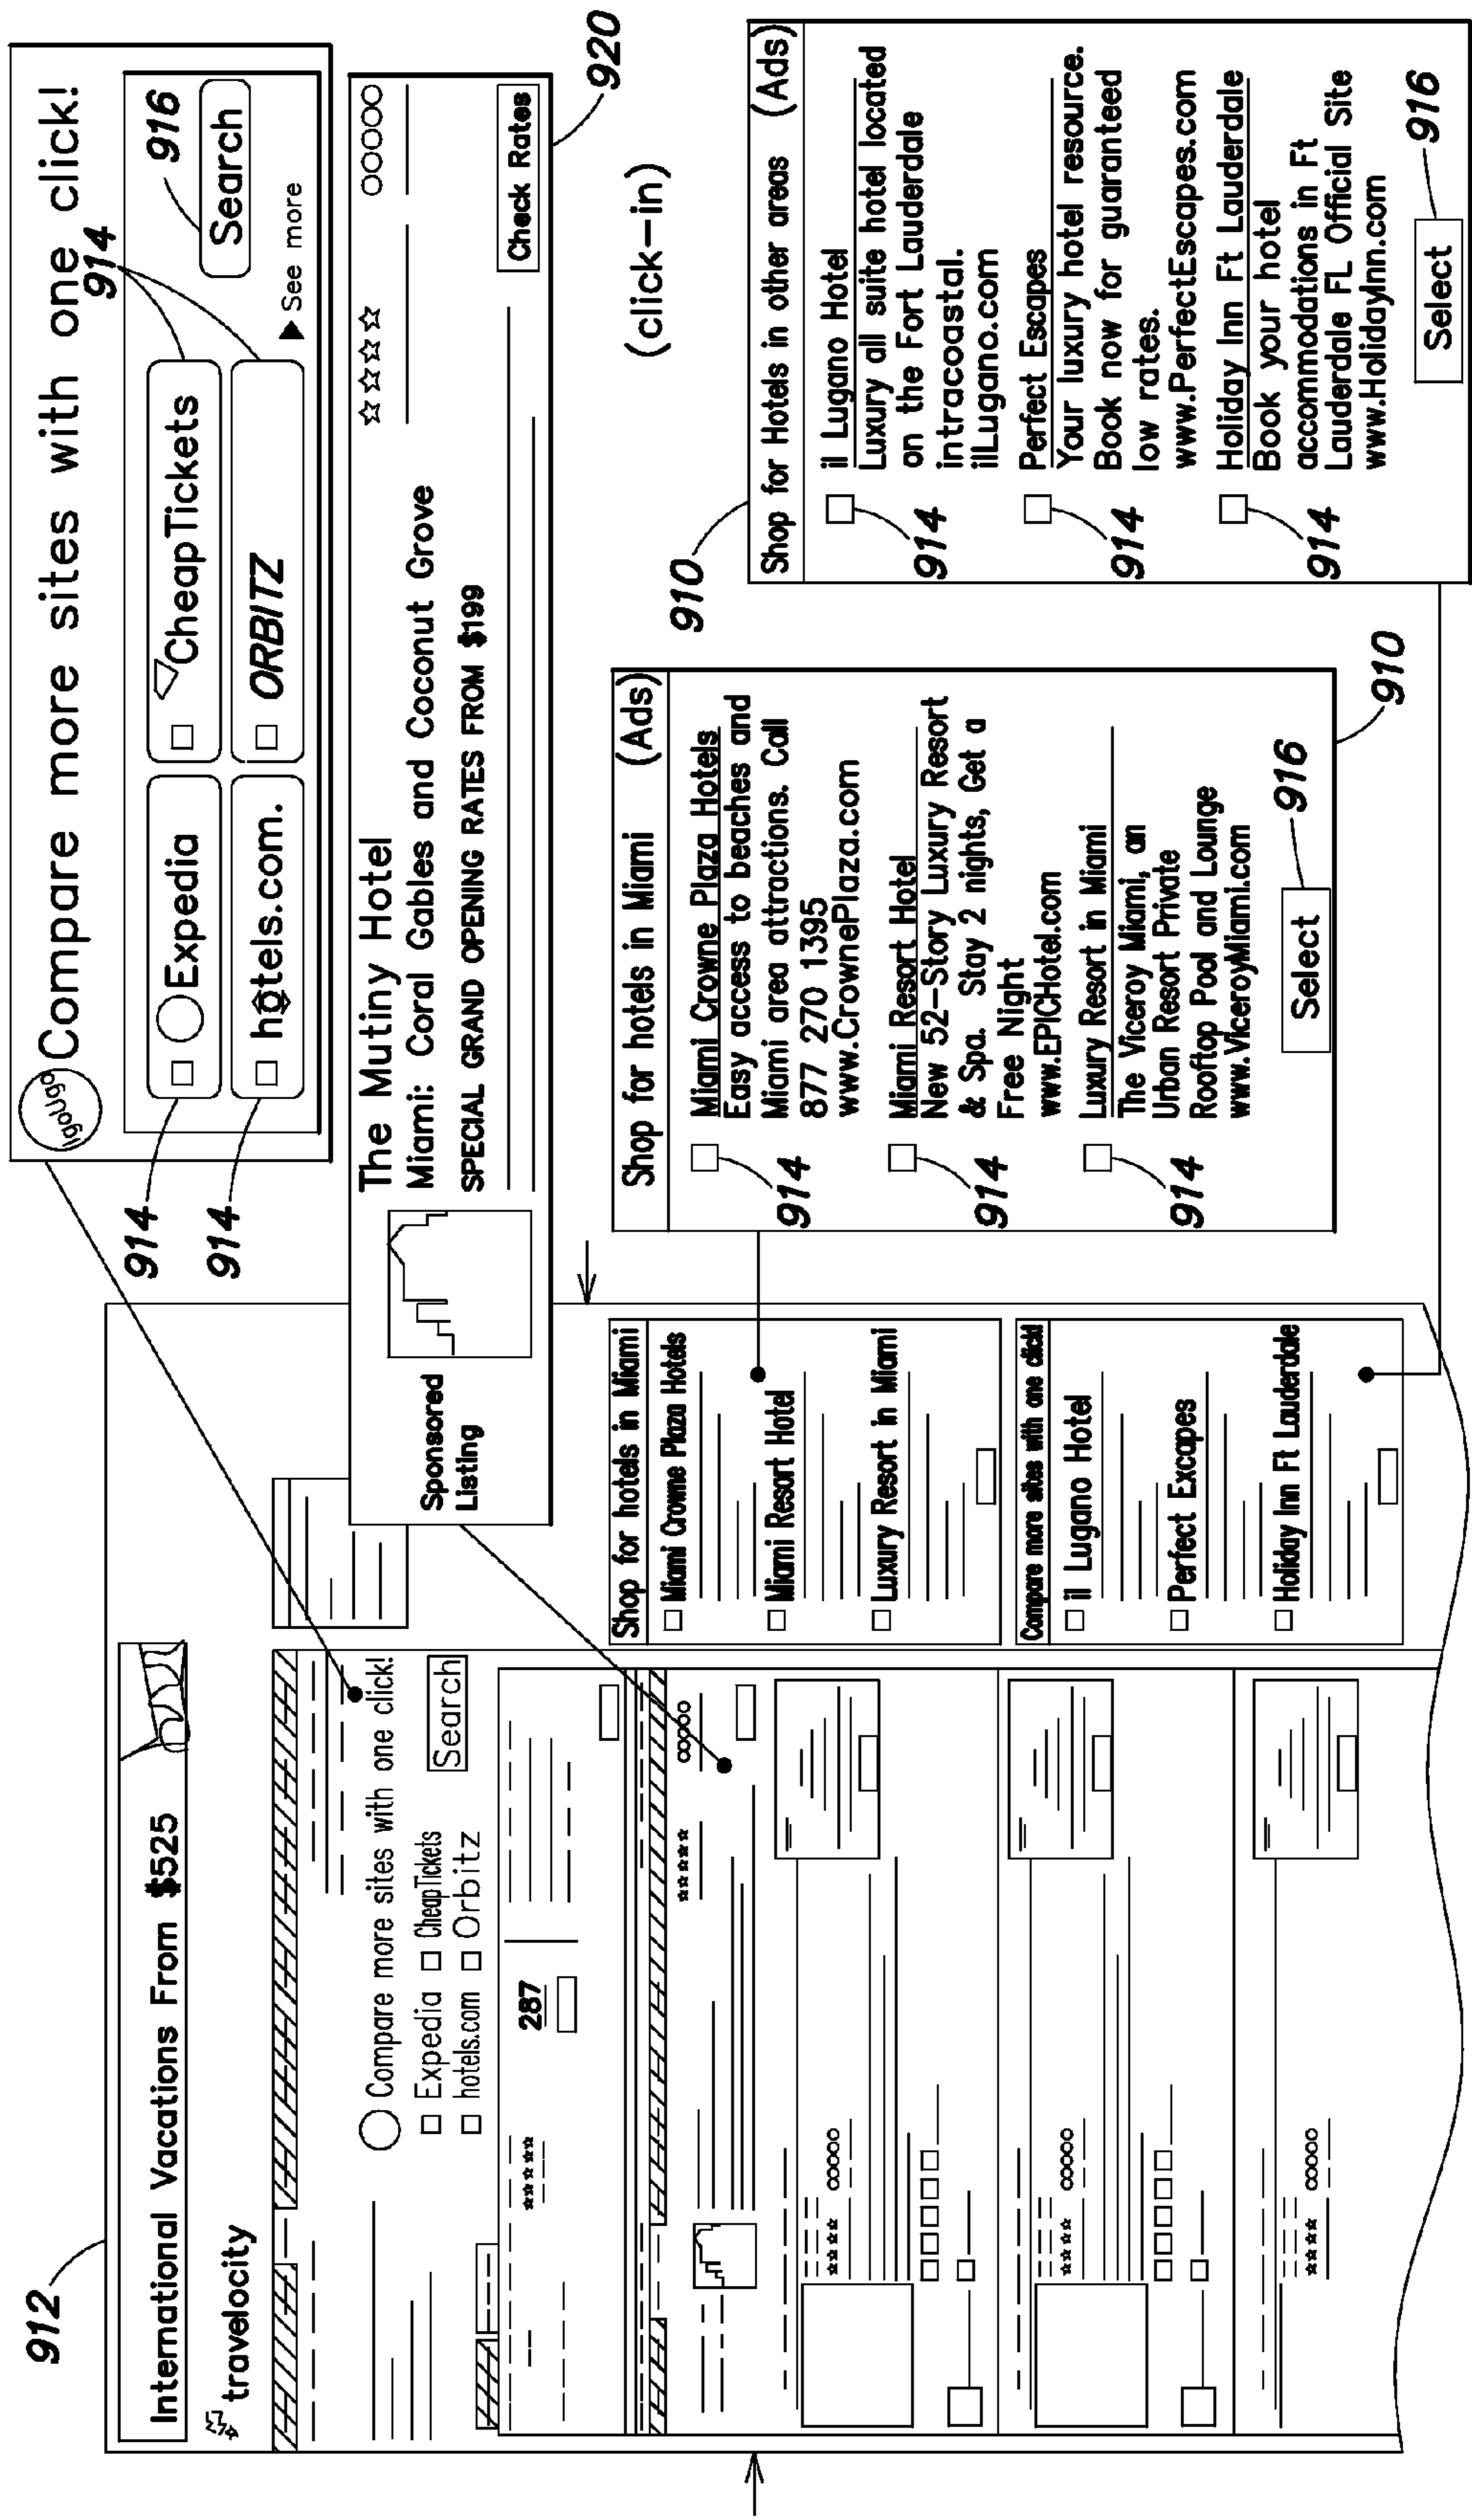 912
International Vacations From $525
travelocity
Compare more sites with one click!
Expedia CheapTickets
hotels.com Orbitz
Search
287
Shop for hotels in Miami
Miami Crowne Plaza Hotels
Miami Resort Hotel
Luxury Resort in Miami
Compare more sites with one click!
il Lugano Hotel
Perfect Excapes
Holiday Inn Ft Lauderdale
Compare more sites with one click!
914
914
914
916
Expedia
CheapTickets
Search
hotels.com.
ORBITZ
See more
Sponsored
Listing
The Mutiny Hotel
Miami: Coral Gables and Coconut Grove
SPECIAL GRAND OPENING RATES FROM $199
Check Rates
920
(click-in)
910
Shop for hotels in Miami (Ads)
Miami Crowne Plaza Hotels
Easy access to beaches and
Miami area attractions. Call
877 270 1395
www.CrownePlaza.com
914
Miami Resort Hotel
New 52-Story Luxury Resort
& Spa. Stay 2 nights, Get a
Free Night
www.EPICHotel.com
914
Luxury Resort in Miami
The Viceroy Miami, an
Urban Resort Private
Rooftop Pool and Lounge
www.ViceroyMiami.com
914
Select
916
910
Shop for Hotels in other areas (Ads)
il Lugano Hotel
Luxury all suite hotel located
on the Fort Lauderdale
intracoastal.
ilLugano.com
914
Perfect Escapes
Your luxury hotel resource.
Book now for guaranteed
low rates.
www.PerfectEscapes.com
914
Holiday Inn Ft Lauderdale
Book your hotel
accommodations in Ft
Lauderdale FL Official Site
www.HolidayInn.com
914
Select
916